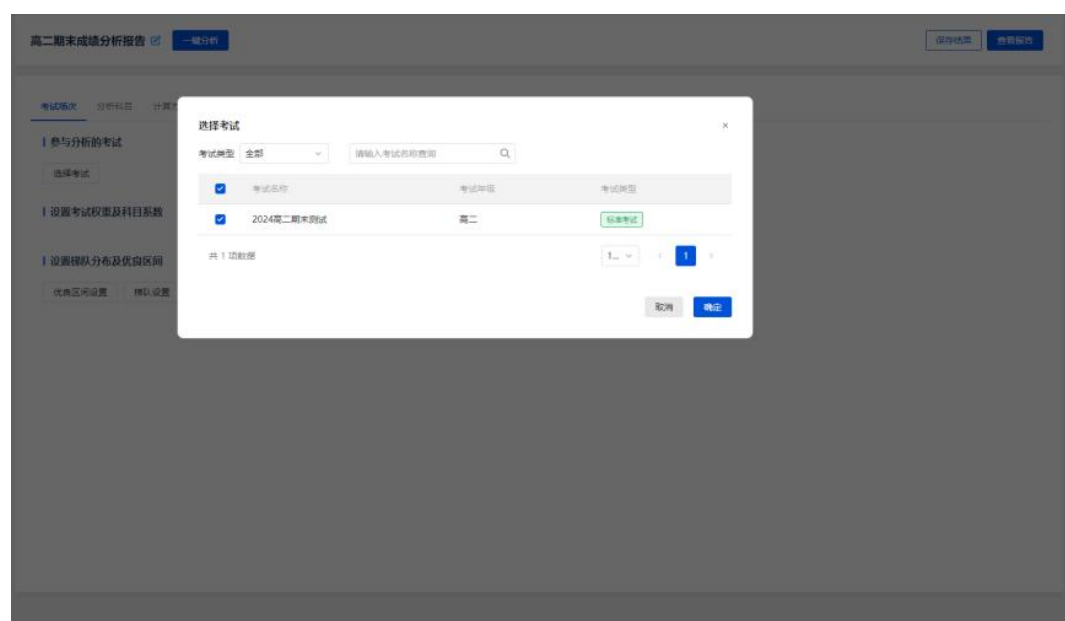 高二期末成绩分析报告 一键分析 保存结果 查看报告
考试场次 分析科目 计算
选择考试 ×
参与分析的考试
考试类型 全部 请输入考试名称查询
选择考试
考试名称 考试年级 考试类型
设置考试权重及科目系数
2024高二期末测试 高二 标准考试
共 1 项数据 1... < 1 >
设置梯队分布及优良区间
优良区间设置 梯队设置
取消 确定